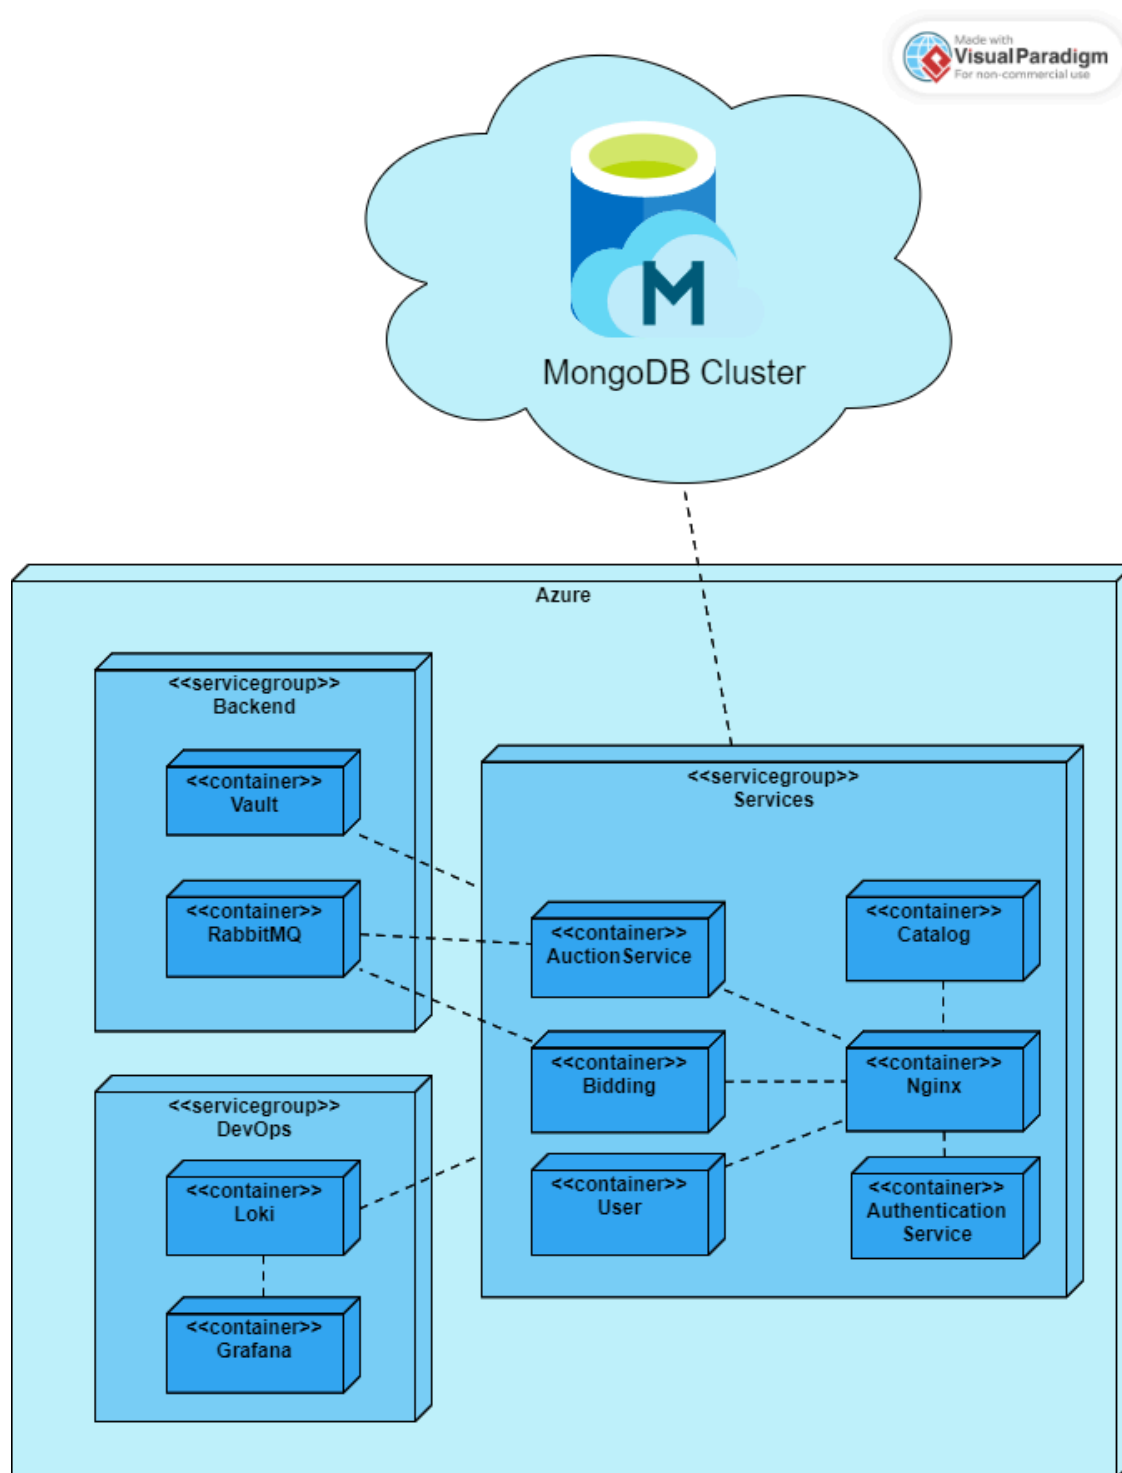 Made with
Visual Paradigm
For non-commercial use
M
MongoDB Cluster
Azure
<<servicegroup>>
Backend
<<container>>
Vault
<<container>>
RabbitMQ
<<servicegroup>>
Services
<<container>>
AuctionService
<<container>>
Catalog
<<container>>
Bidding
<<container>>
Nginx
<<container>>
User
<<container>>
Authentication
Service
<<servicegroup>>
DevOps
<<container>>
Loki
<<container>>
Grafana